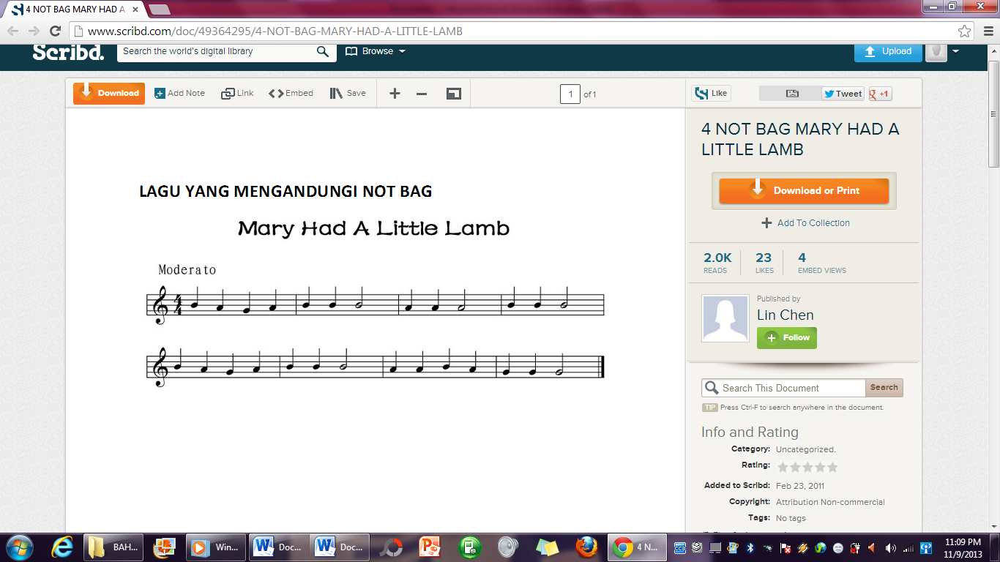 4 NOT BAG MARY HAD A
www.scribd.com/doc/49364295/4-NOT-BAG-MARY-HAD-A-LITTLE-LAMB
Scribd.
Search the world's digital library
Browse
Upload
Download
Add Note
Link
Embed
Save
1 of 1
Like
Tweet
g +1
4 NOT BAG MARY HAD A
LITTLE LAMB
Download or Print
Add To Collection
2.0K 23 4
READS LIKES EMBED VIEWS
Published by
Lin Chen
Follow
Search This Document
Search
TIP Press Ctrl-F to search anywhere in the document.
Info and Rating
Category: Uncategorized.
Rating:
Added to Scribd: Feb 23, 2011
Copyright: Attribution Non-commercial
Tags: No tags
LAGU YANG MENGANDUNGI NOT BAG
Mary Had A Little Lamb
Moderato
4
4
BAH...
Win...
Doc...
Doc...
4 N...
11:09 PM
11/9/2013